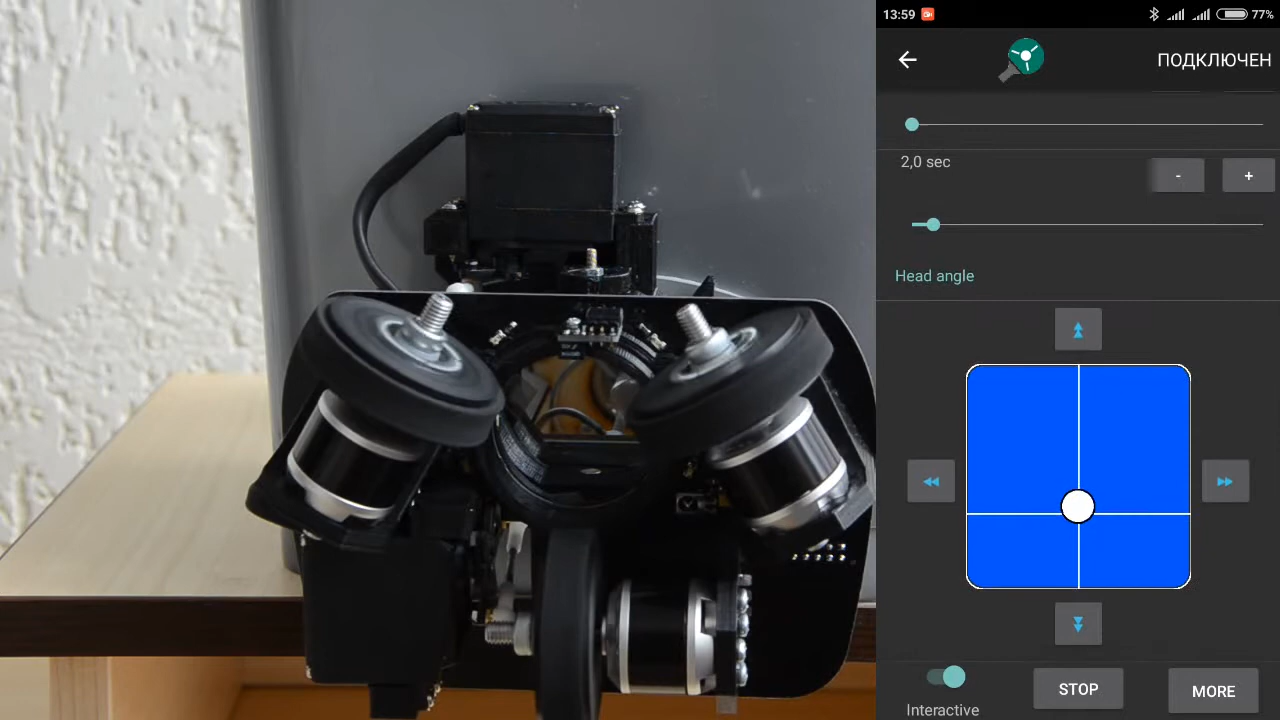 13:59
77%
ПОДКЛЮЧЕН
2,0 sec
-
+
Head angle
Interactive
STOP
MORE